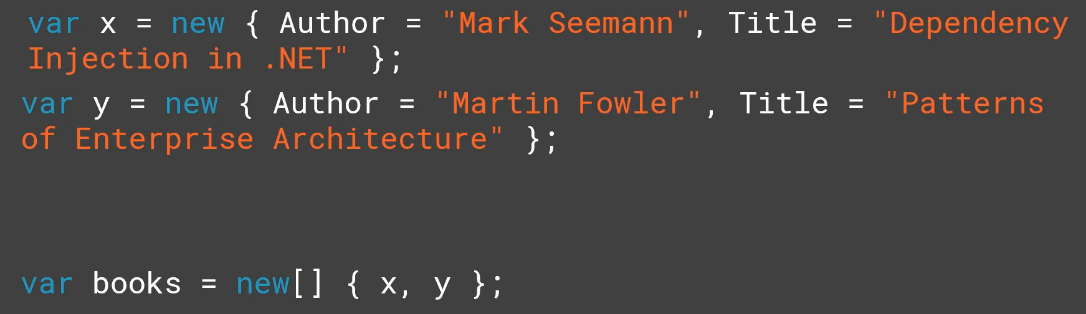 var x = new { Author = "Mark Seemann", Title = "Dependency
Injection in .NET" };
var y = new { Author = "Martin Fowler", Title = "Patterns
of Enterprise Architecture" };
var books = new[] { x, y };